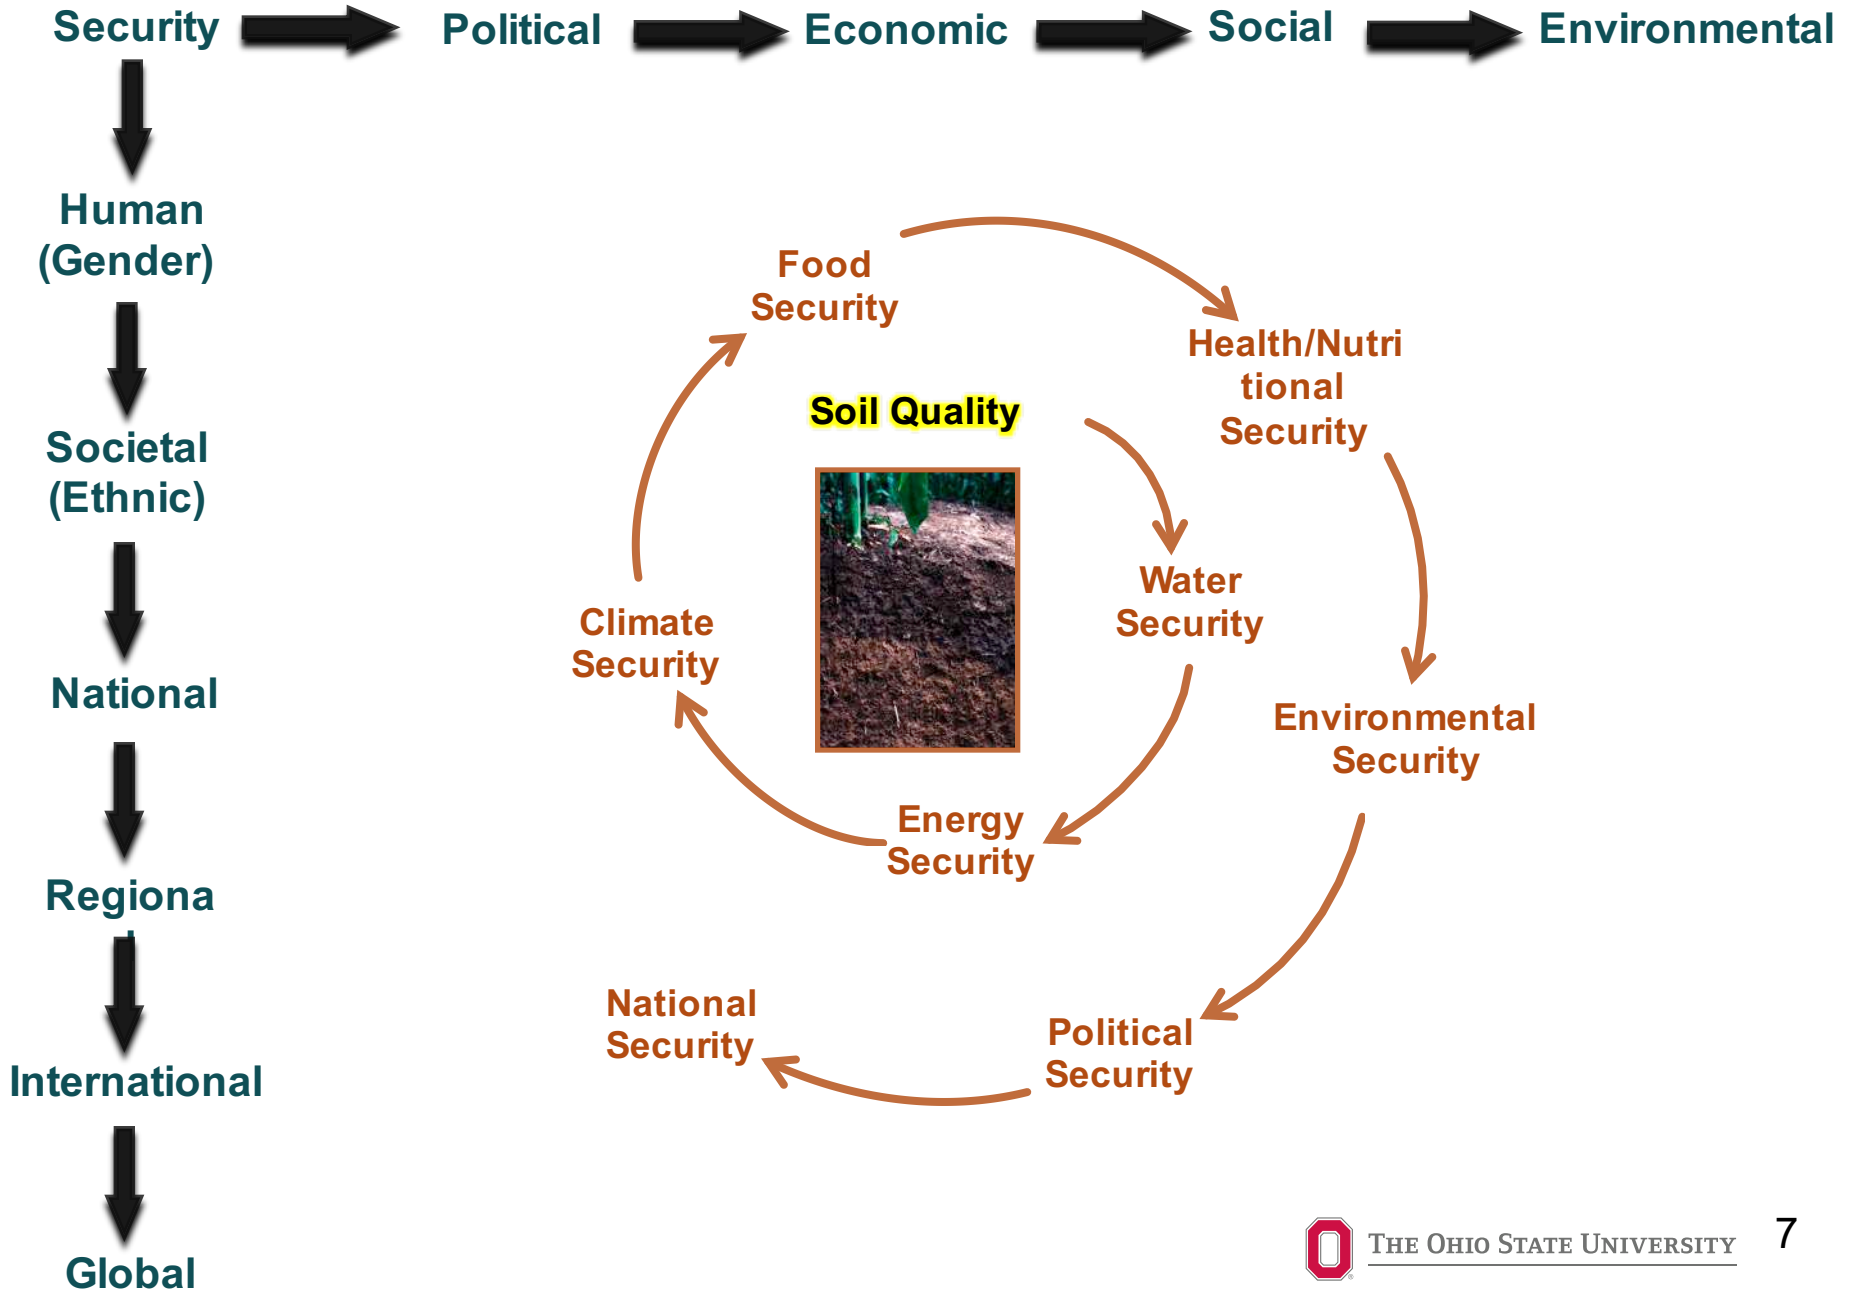 Security
Political
Economic
Social
Environmental
Human
(Gender)
Societal
(Ethnic)
National
Regiona
l
International
Global
Food
Security
Health/Nutri
tional
Security
Soil Quality
Water
Security
Climate
Security
Environmental
Security
Energy
Security
National
Security
Political
Security
THE OHIO STATE UNIVERSITY
7